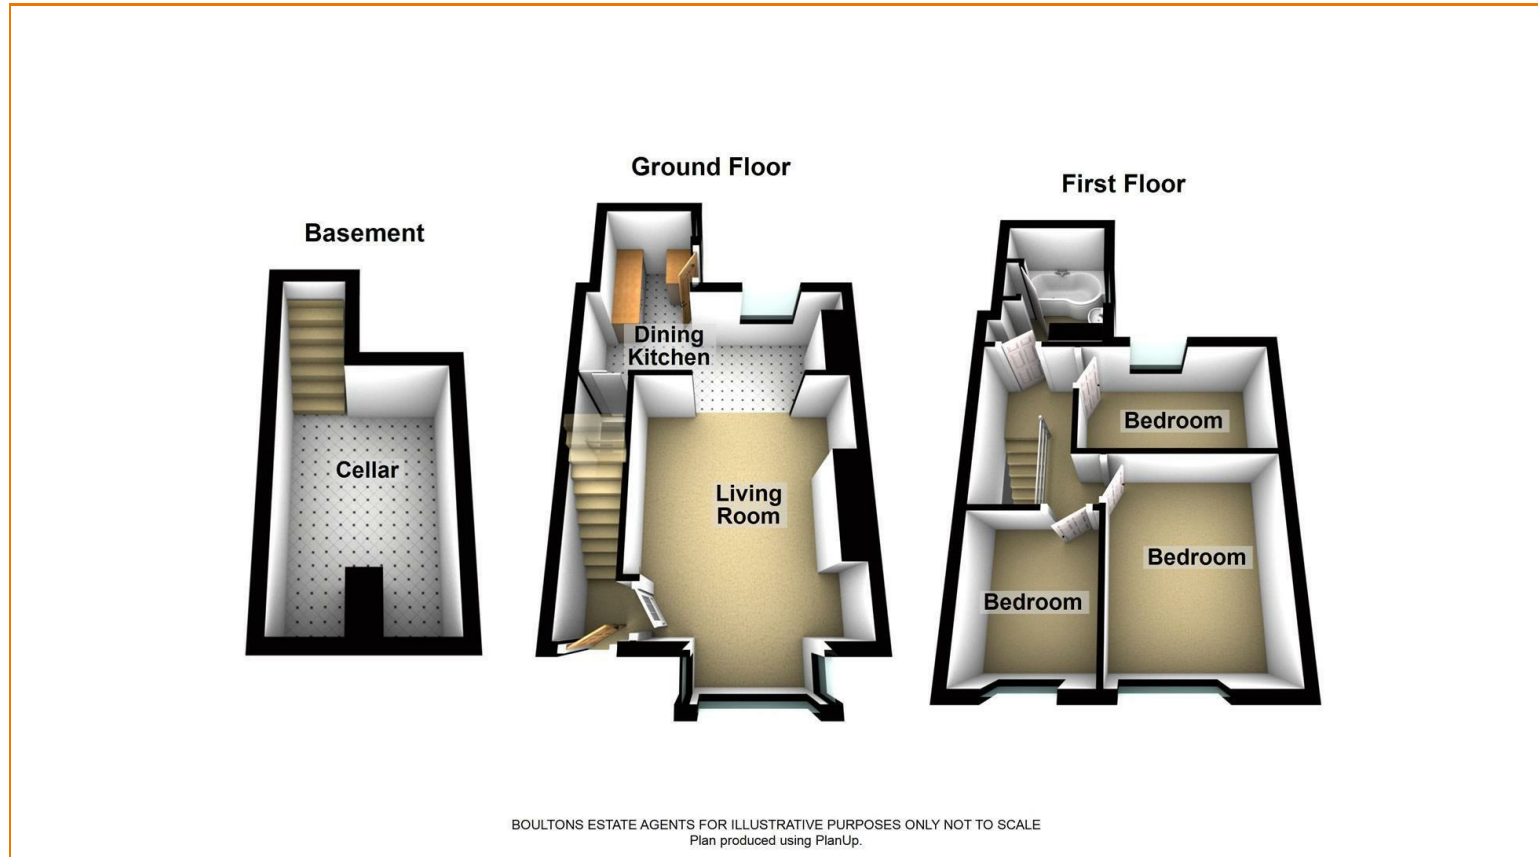 Ground Floor
First Floor
Basement
Dining
Kitchen
Cellar
Living
Room
Bedroom
Bedroom
Bedroom
BOULTONS ESTATE AGENTS FOR ILLUSTRATIVE PURPOSES ONLY NOT TO SCALE
Plan produced using PlanUp.